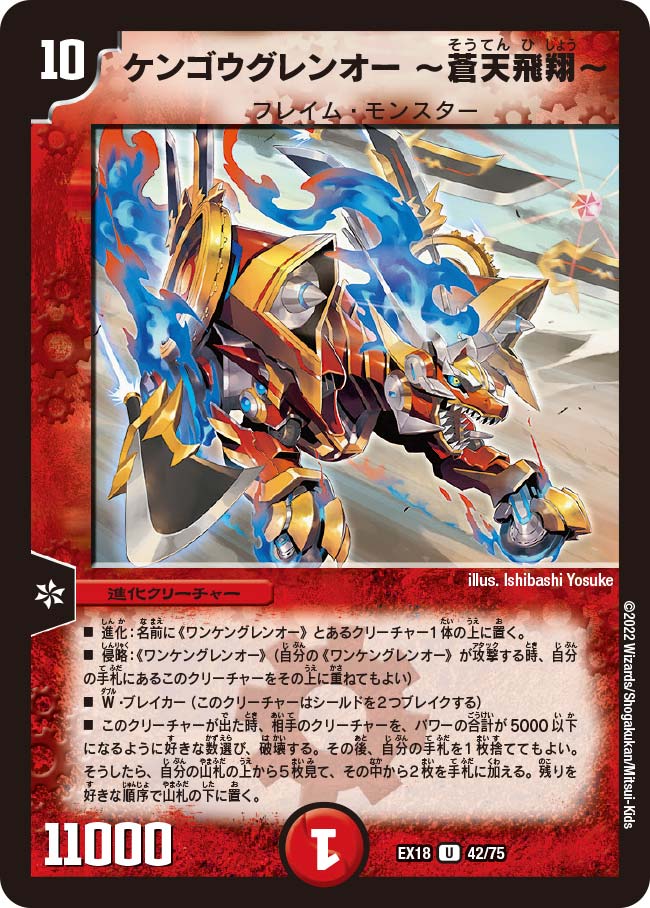 10
ケンゴウグレンオー ～蒼天飛翔～
フレイム・モンスター
illus. Ishibashi Yosuke
進化クリーチャー
■ 進化：名前に《ワンケングレンオー》とあるクリーチャー1体の上に置く。
■ 侵略：《ワンケングレンオー》（自分の《ワンケングレンオー》が攻撃する時、自分
の手札にあるこのクリーチャーをその上に重ねてもよい）
■ W・ブレイカー（このクリーチャーはシールドを2つブレイクする）
■ このクリーチャーが出た時、相手のクリーチャーを、パワーの合計が5000以下
になるように好きな数選び、破壊する。その後、自分の手札を1枚捨ててもよい。
そうしたら、自分の山札の上から5枚見て、その中から2枚を手札に加える。残りを
好きな順序で山札の下に置く。
11000
1
EX18 U 42/75
©2022 Wizards/Shogakukan/Mitsui-Kids